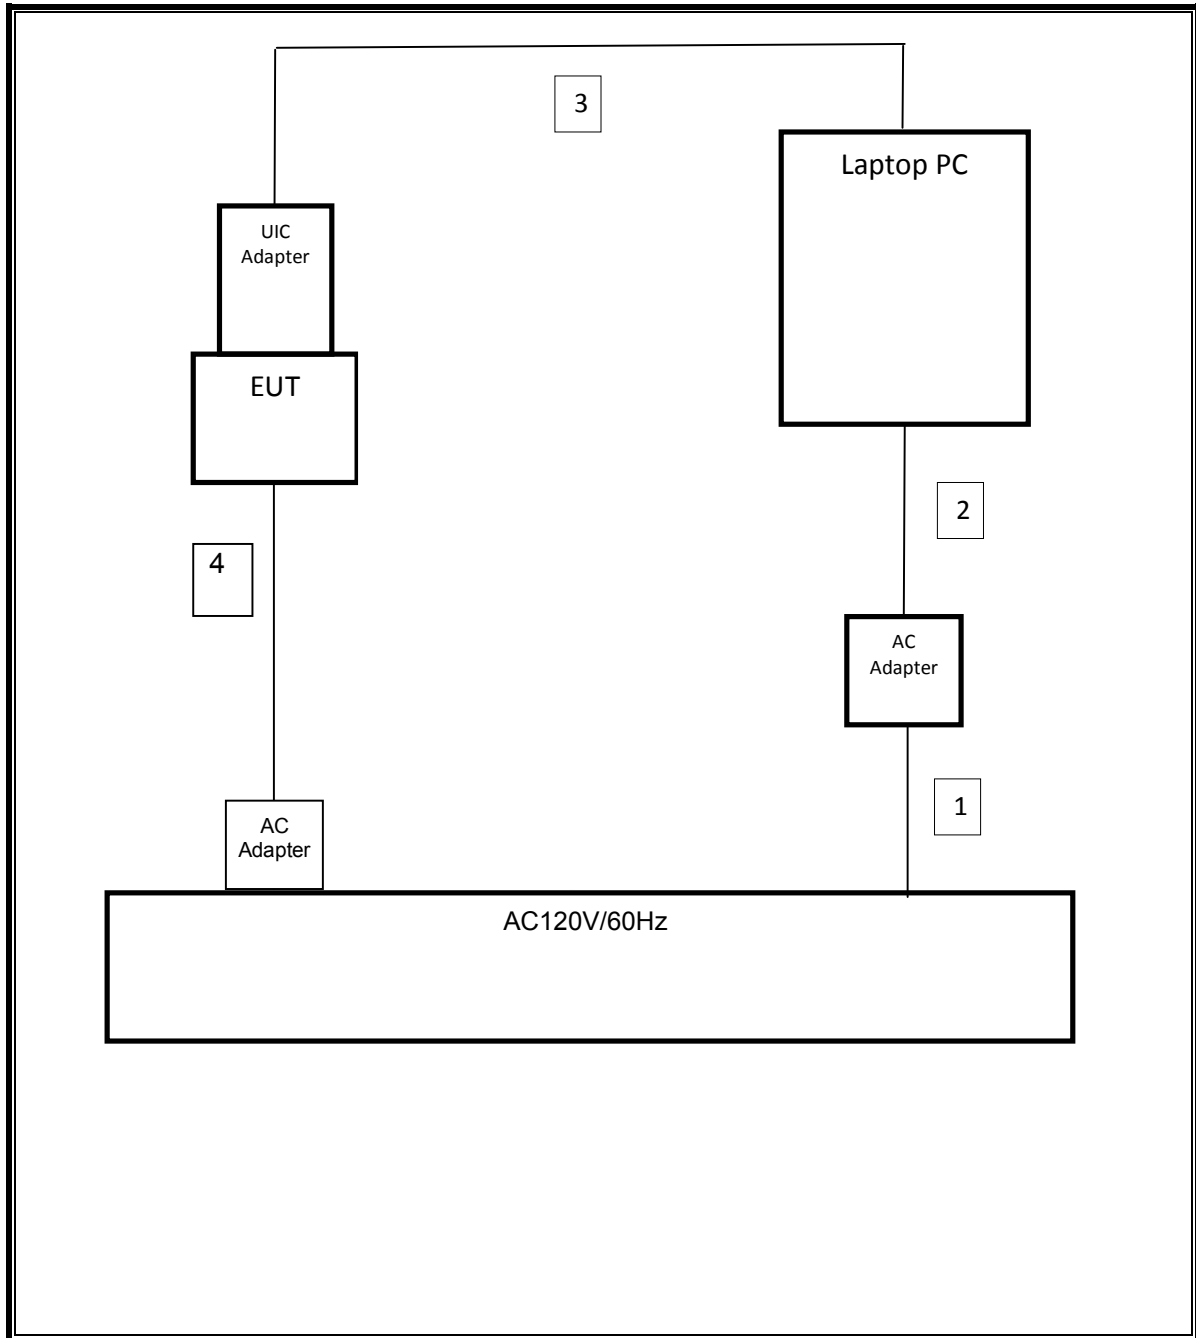 3
Laptop PC
UIC
Adapter
EUT
2
4
AC
Adapter
1
AC
Adapter
AC120V/60Hz